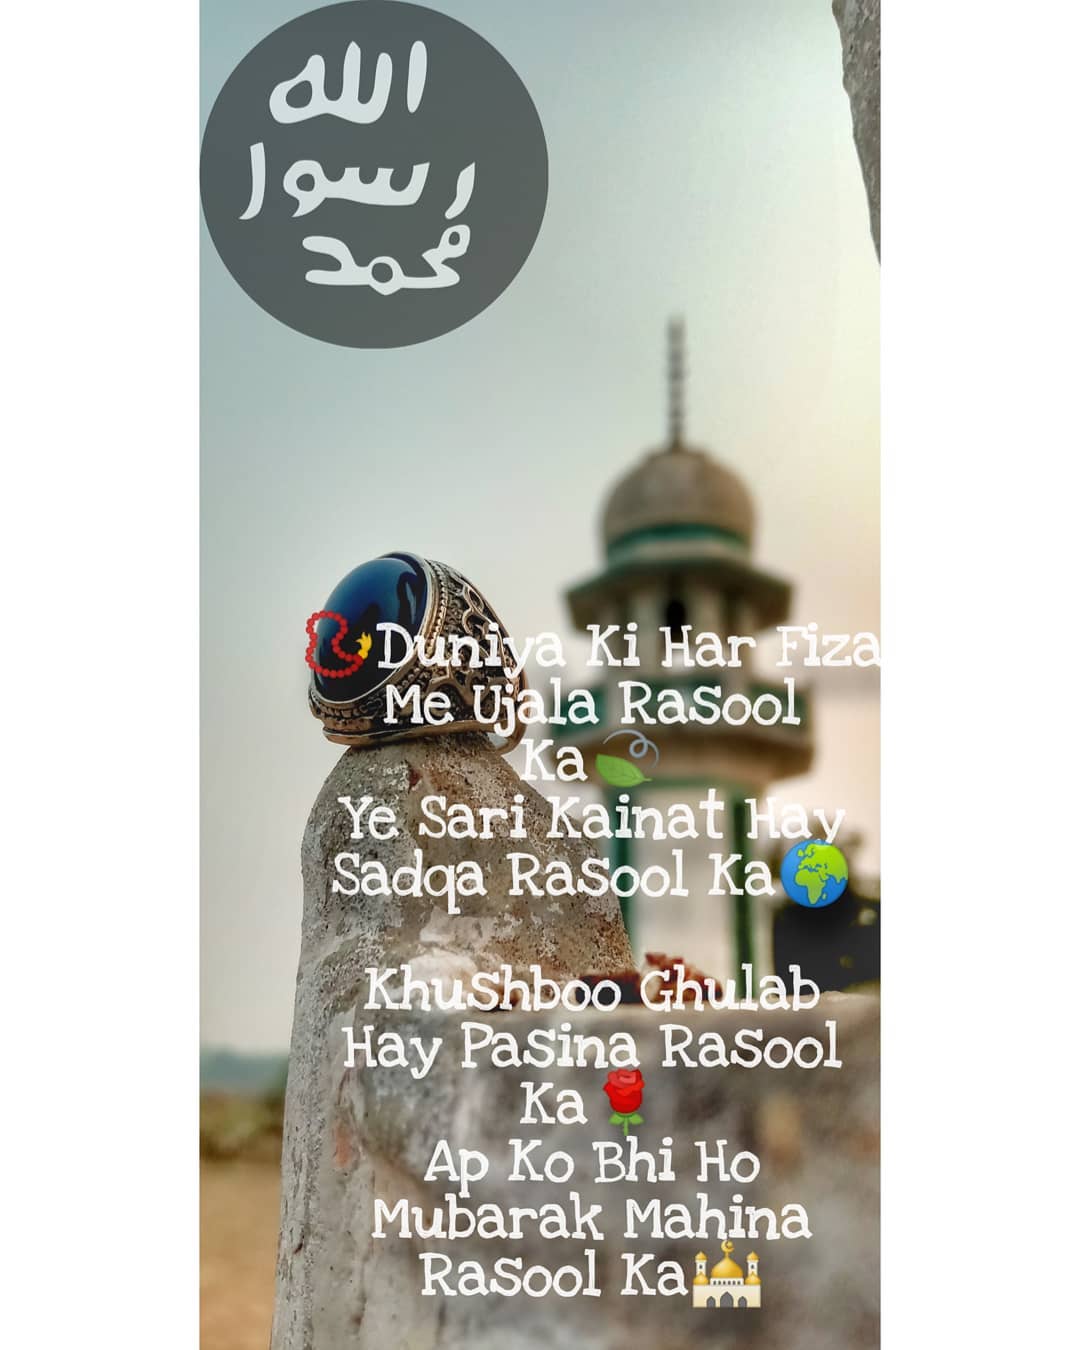 الله
رسول
محمد
📿Duniya Ki Har Fiza
Me Ujala Rasool
Ka🍃
Ye Sari Kainat Hay
Sadqa Rasool Ka🌍
Khushboo Ghulab
Hay Pasina Rasool
Ka🌹
Ap Ko Bhi Ho
Mubarak Mahina
Rasool Ka🕌